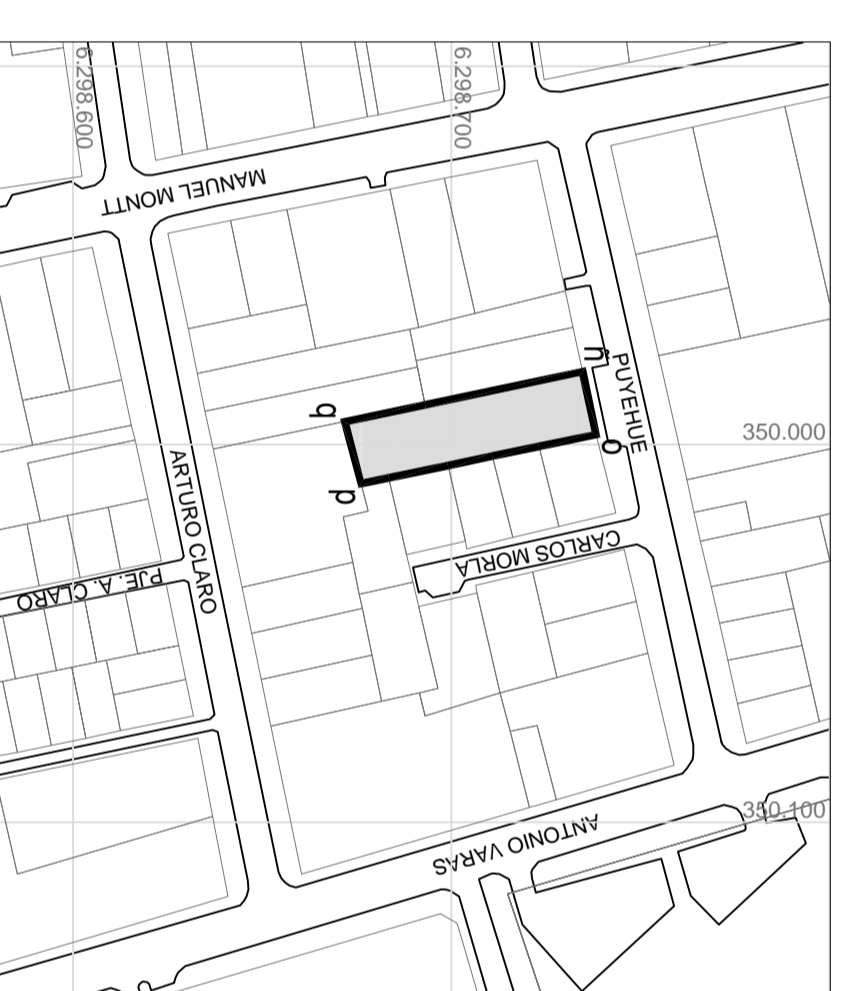 6.298.600
6.298.700
MANUEL MONTT
ñ
PUYEHUE
q
350.000
o
ARTURO CLARO
p
CARLOS MORLA
PJE. A. CLARO
350.100
ANTONIO VARAS